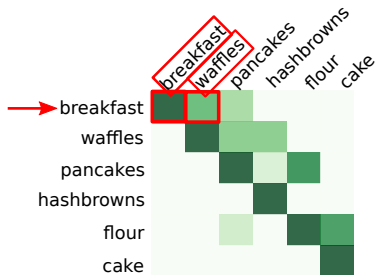 breakfast
waffles
pancakes
hashbrowns
flour
cake
breakfast
waffles
pancakes
hashbrowns
flour
cake